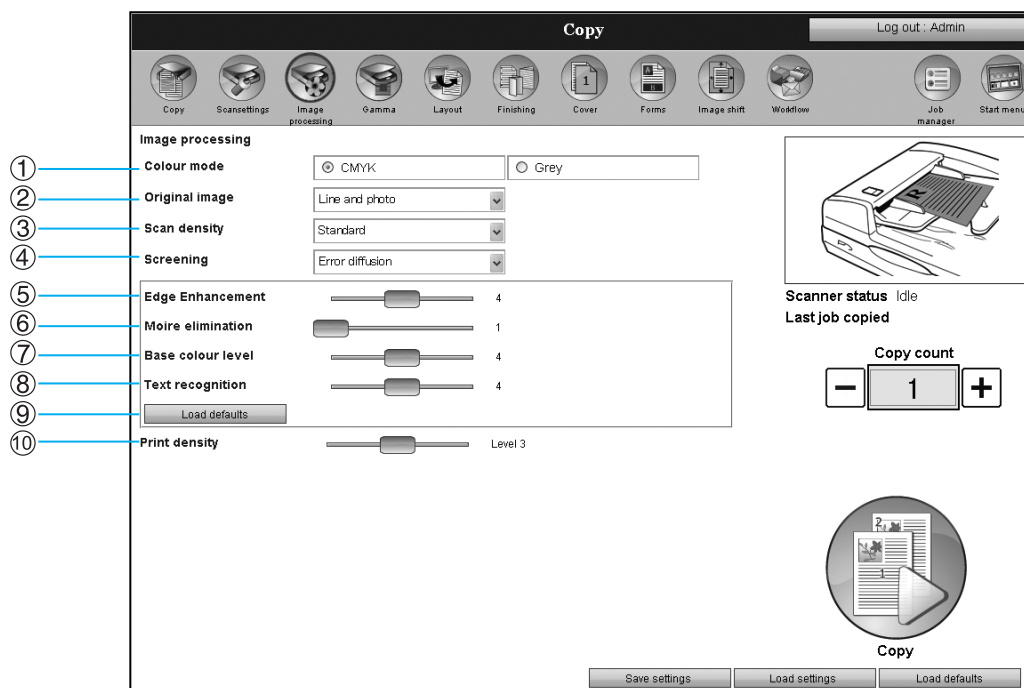 Copy
Log out : Admin
Copy
Scansettings
Image
processing
Gamma
Layout
Finishing
1
Cover
A
B
Forms
Image shift
Workflow
Job
manager
Start menu
Image processing
① Colour mode CMYK Grey
② Original image Line and photo
③ Scan density Standard
④ Screening Error diffusion
⑤ Edge Enhancement 4
⑥ Moire elimination 1
⑦ Base colour level 4
⑧ Text recognition 4
⑨ Load defaults
⑩ Print density Level 3
R
Scanner status Idle
Last job copied
Copy count
− 1 +
2
1
Copy
Save settings Load settings Load defaults